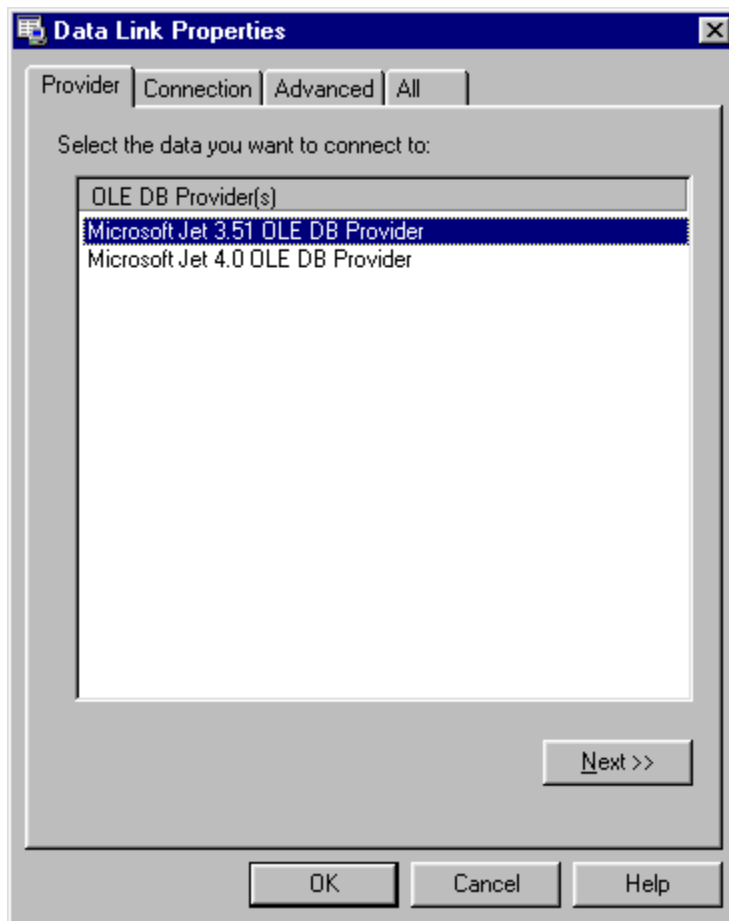 Data Link Properties
Provider Connection Advanced All
Select the data you want to connect to:
OLE DB Provider(s)
Microsoft Jet 3.51 OLE DB Provider
Microsoft Jet 4.0 OLE DB Provider
Next >>
OK Cancel Help